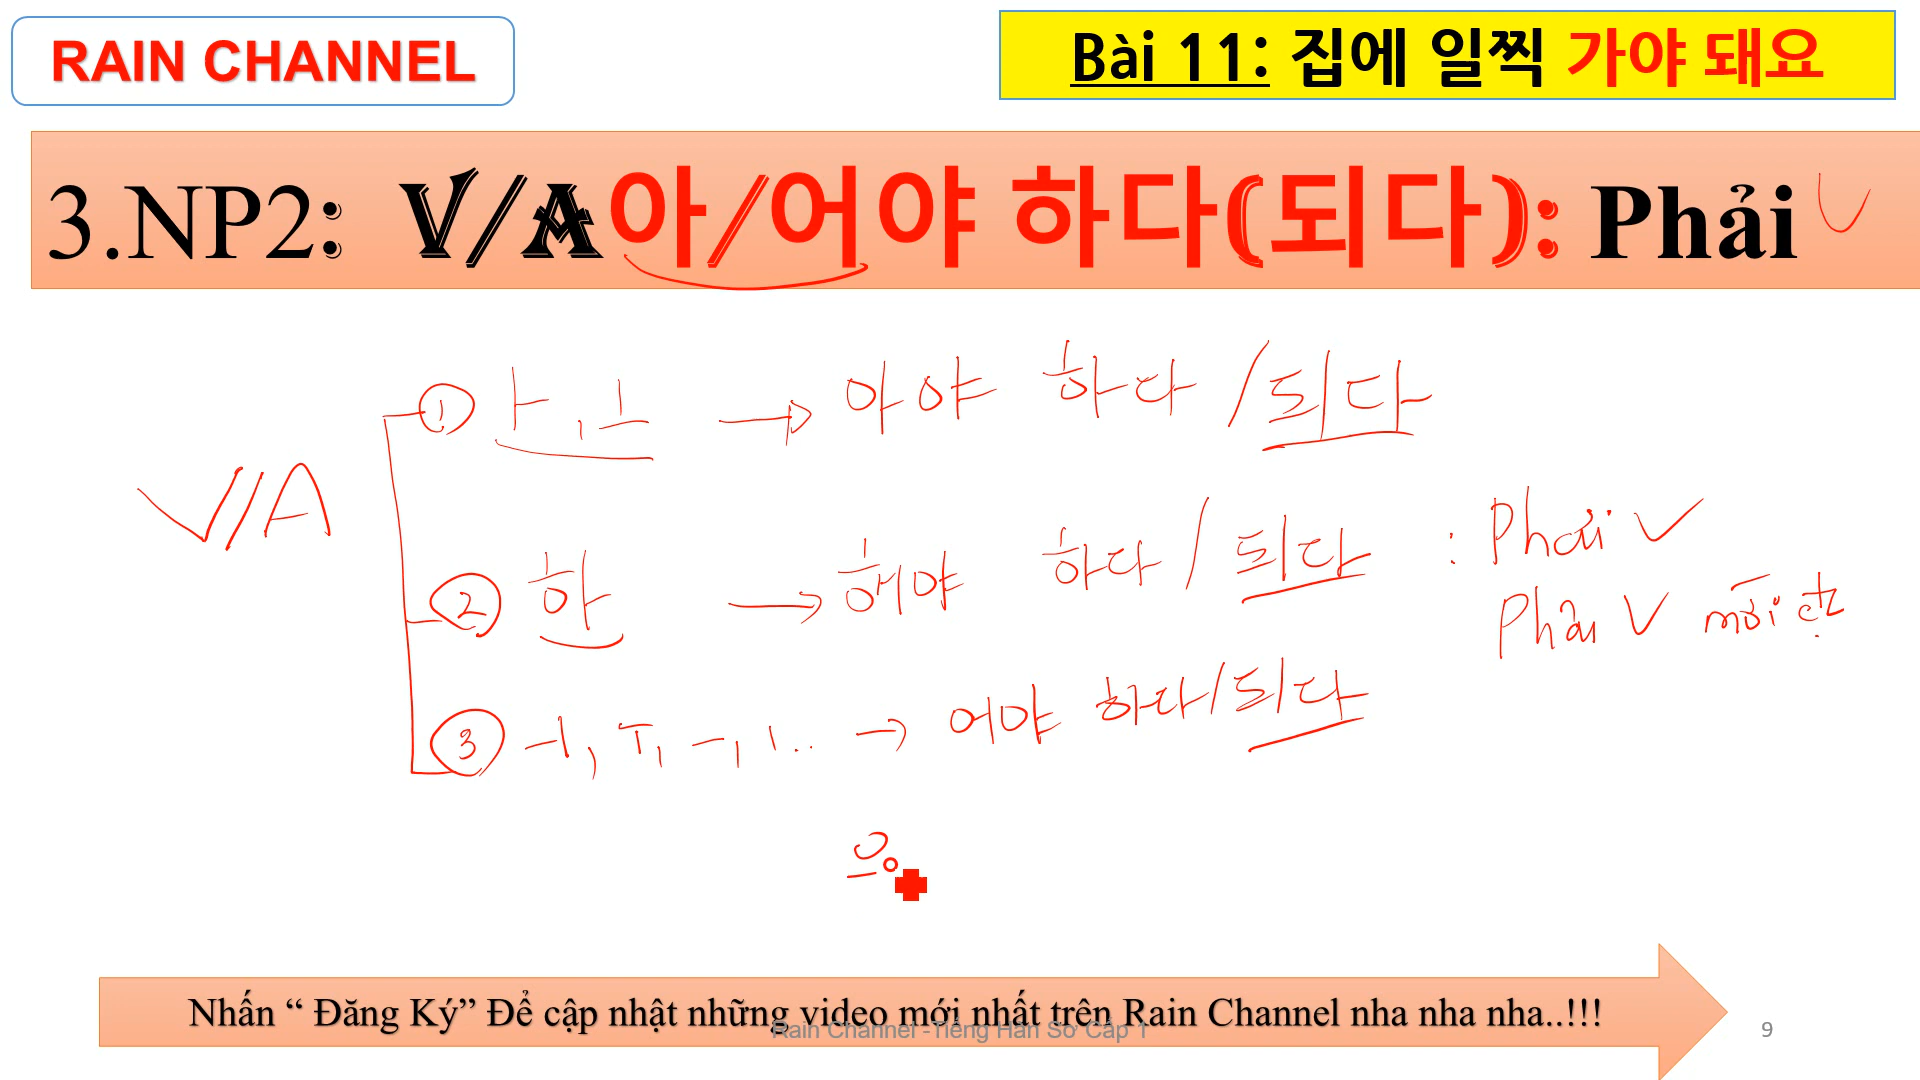 RAIN CHANNEL
Bài 11: 집에 일찍 가야 돼요
3.NP2: V/A아/어야 하다(되다): Phải V
V/A
① ㅏ, ㅗ → 아야 하다 / 되다
② 하 → 해야 하다 / 되다 : Phải V
Phải V mới đc
③ ㅓ, ㅜ, ㅡ, ㅣ.. → 어야 하다 / 되다
Nhấn “ Đăng Ký” Để cập nhật những video mới nhất trên Rain Channel nha nha nha..!!!
Rain Channel -Tiếng Hàn Sơ Cấp 1
9